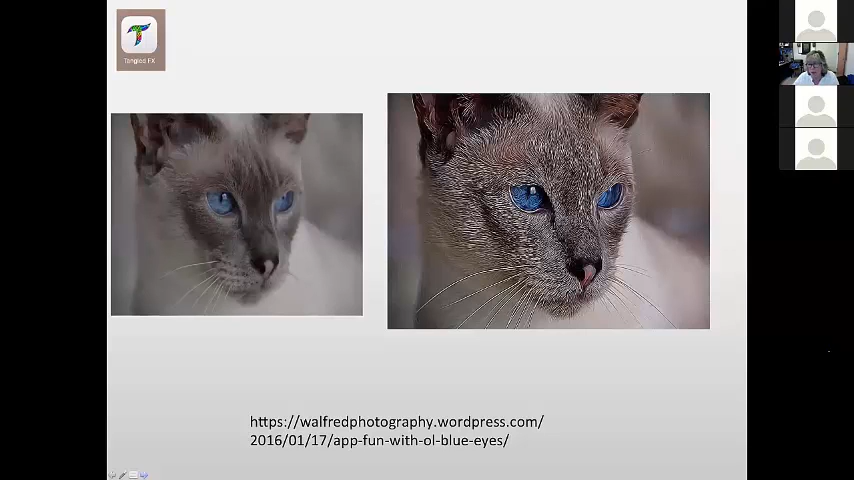 Tangled FX
https://walfredphotography.wordpress.com/
2016/01/17/app-fun-with-ol-blue-eyes/